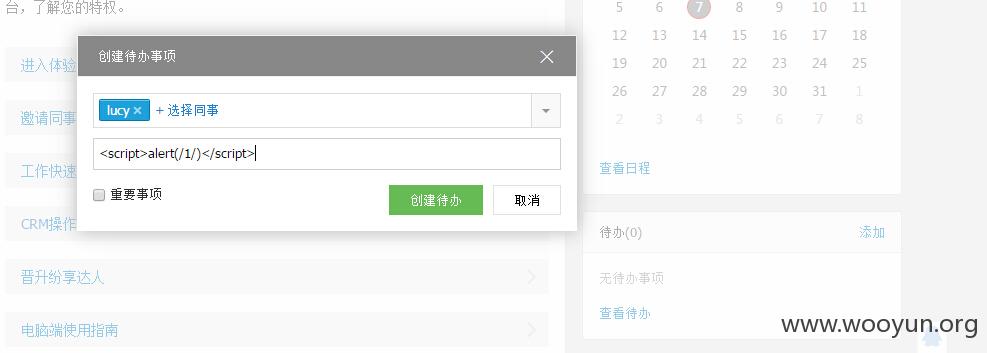 台，了解您的特权。
进入体验
邀请同事
工作快速
CRM操作
晋升纷享达人
电脑端使用指南
创建待办事项
lucy × + 选择同事
<script>alert(/1/)</script>
重要事项
创建待办 取消
5 6 7 8 9 10 11
12 13 14 15 16 17 18
19 20 21 22 23 24 25
26 27 28 29 30 31 1
2 3 4 5 6 7 8
查看日程
待办(0) 添加
无待办事项
查看待办
www.wooyun.org